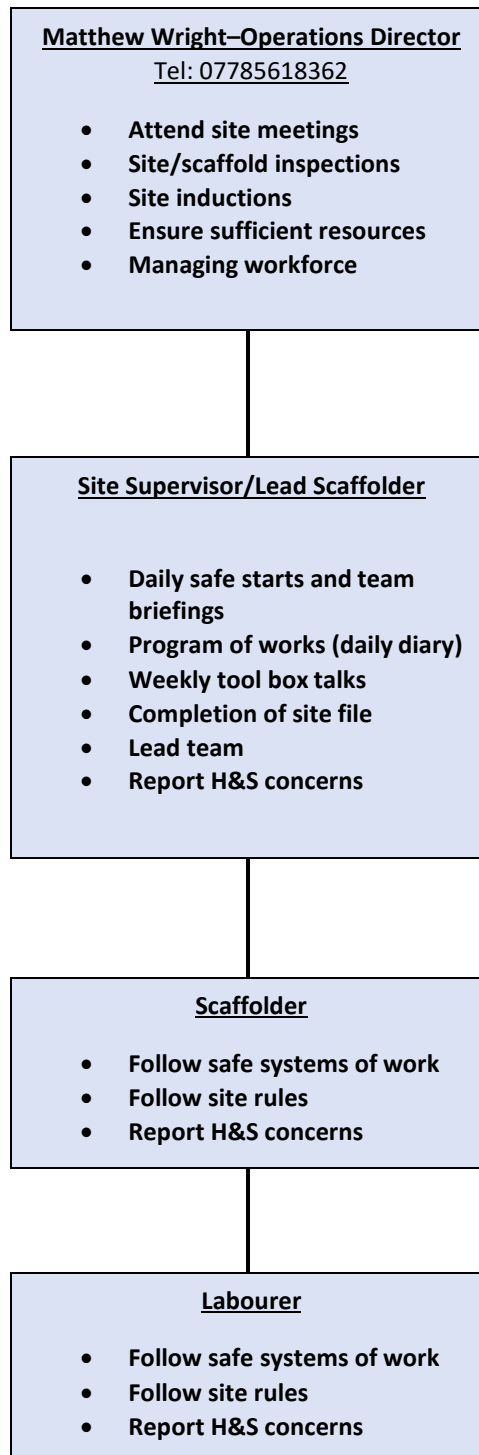 Matthew Wright–Operations Director
Tel: 07785618362
• Attend site meetings
• Site/scaffold inspections
• Site inductions
• Ensure sufficient resources
• Managing workforce
Site Supervisor/Lead Scaffolder
• Daily safe starts and team
briefings
• Program of works (daily diary)
• Weekly tool box talks
• Completion of site file
• Lead team
• Report H&S concerns
Scaffolder
• Follow safe systems of work
• Follow site rules
• Report H&S concerns
Labourer
• Follow safe systems of work
• Follow site rules
• Report H&S concerns